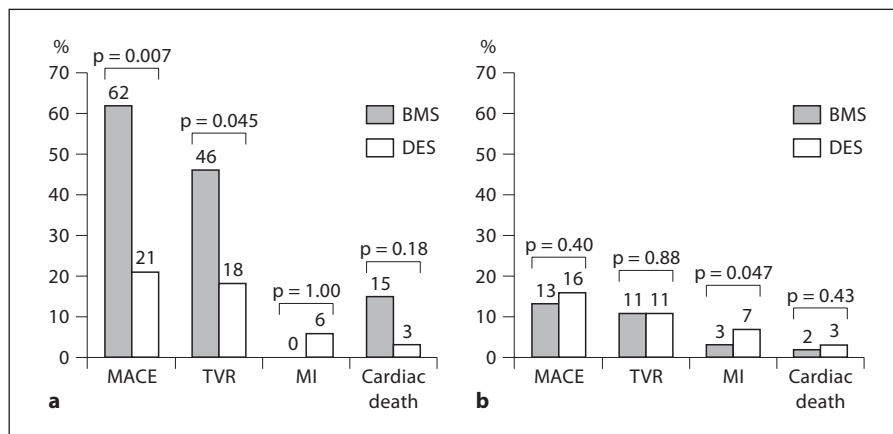 %
p = 0.007
70
62
60
p = 0.045
50
46
40
30
21
20
18
p = 0.18
15
p = 1.00
10
6
3
0
0
MACE
TVR
MI
Cardiac
death
BMS
DES
a
%
70
60
50
40
30
20
10
0
p = 0.40
p = 0.88
p = 0.047
p = 0.43
13
16
11
11
3
7
2
3
MACE
TVR
MI
Cardiac
death
BMS
DES
b